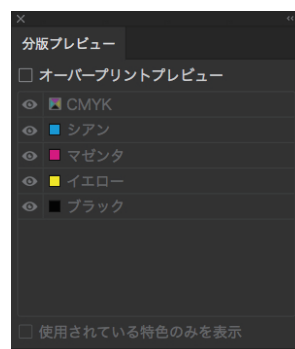 分版プレビュー
オーバープリントプレビュー
CMYK
シアン
マゼンタ
イエロー
ブラック
使用されている特色のみを表示